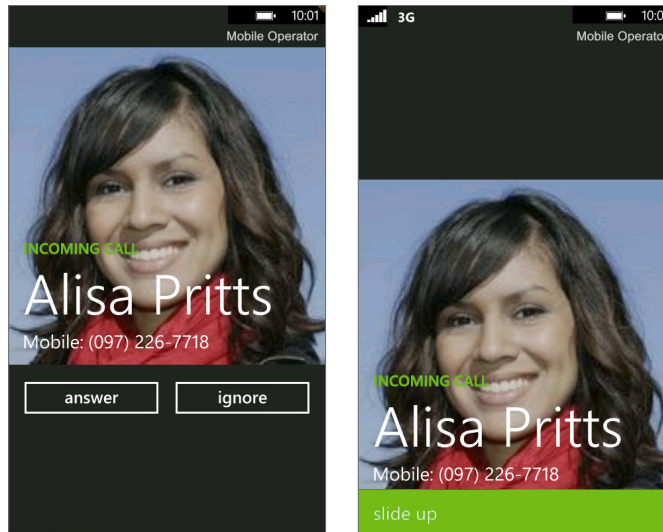 10:01
Mobile Operator
INCOMING CALL
Alisa Pritts
Mobile: (097) 226-7718
answer
ignore
3G
Mobile
INCOMING CALL
Alisa Pritts
Mobile: (097) 226-7718
slide up